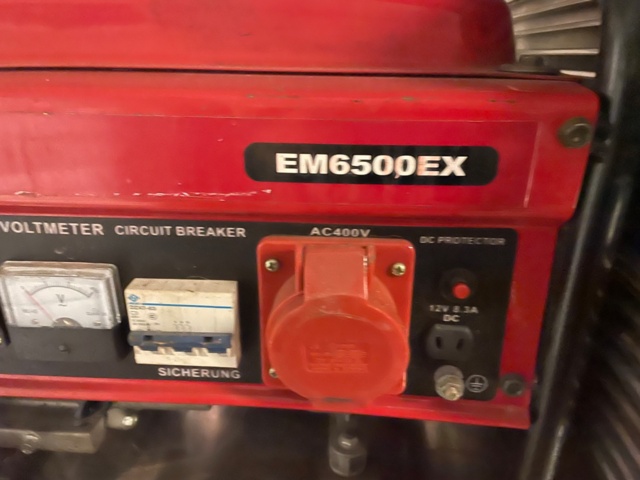 EM6500EX
VOLTMETER CIRCUIT BREAKER AC400V DC PROTECTOR
V
12V 8.3A
DC
SICHERUNG